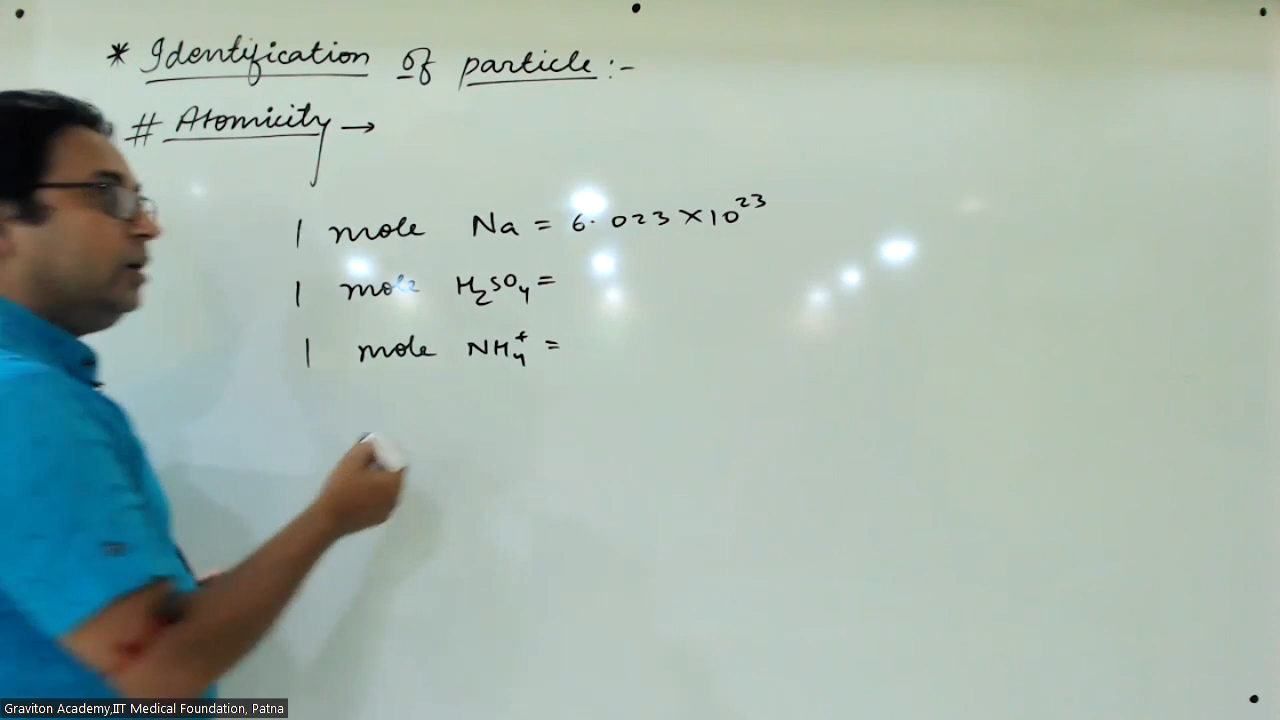 * Identification of particle :-
# Atomicity →
1 mole Na = 6.023 × 10²³
1 mole H₂SO₄ =
1 mole NH₄⁺ =
Graviton Academy,IIT Medical Foundation, Patna